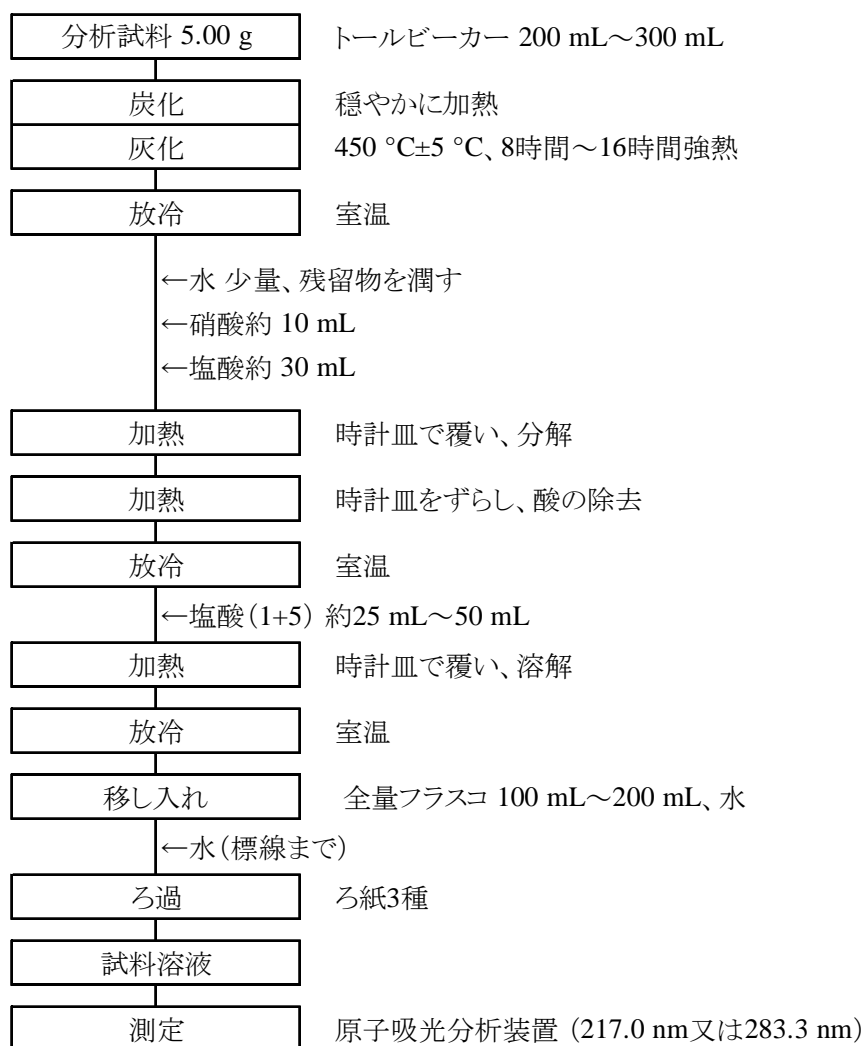 分析試料 5.00 g トールビーカー 200 mL～300 mL
炭化 穏やかに加熱
灰化 450 °C±5 °C、8時間～16時間強熱
放冷 室温
←水 少量、残留物を潤す
←硝酸約 10 mL
←塩酸約 30 mL
加熱 時計皿で覆い、分解
加熱 時計皿をずらし、酸の除去
放冷 室温
←塩酸（1+5） 約25 mL～50 mL
加熱 時計皿で覆い、溶解
放冷 室温
移し入れ 全量フラスコ 100 mL～200 mL、水
←水（標線まで）
ろ過 ろ紙3種
試料溶液
測定 原子吸光分析装置 （217.0 nm又は283.3 nm）